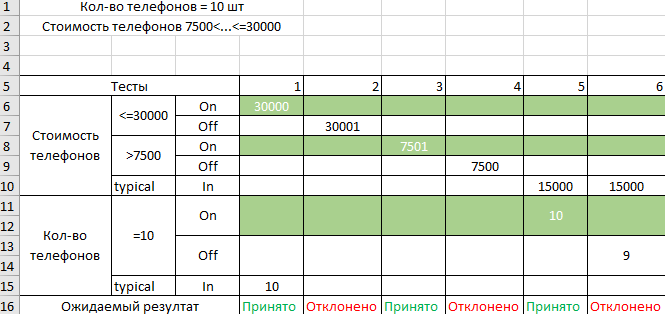 1 Кол-во телефонов = 10 шт
2 Стоимость телефонов 7500<...<=30000
3
4
5 Тесты 1 2 3 4 5 6
6 Стоимость телефонов <=30000 On 30000
7 Off 30001
8 >7500 On 7501
9 Off 7500
10 typical In 15000 15000
11 Кол-во телефонов =10 On 10
12
13 Off 9
14
15 typical In 10
16 Ожидаемый резултат Принято Отклонено Принято Отклонено Принято Отклонено